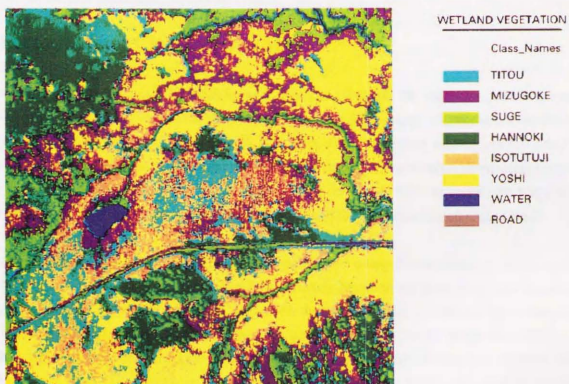 WETLAND VEGETATION
Class_Names
TITOU
MIZUGOKE
SUGE
HANNOKI
ISOTUTUJI
YOSHI
WATER
ROAD